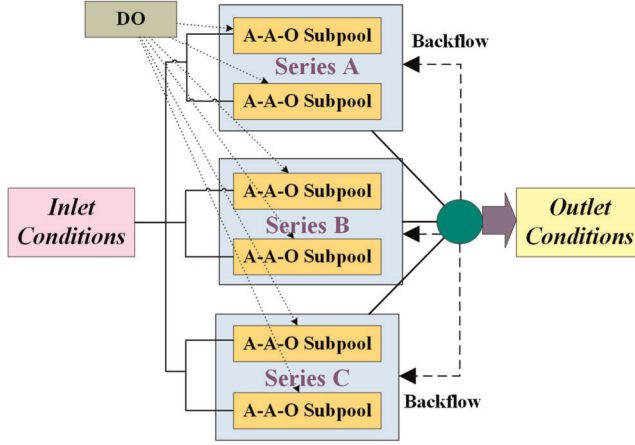 DO
A-A-O Subpool
Series A
A-A-O Subpool
Backflow
Inlet
Conditions
A-A-O Subpool
Series B
A-A-O Subpool
Outlet
Conditions
A-A-O Subpool
Series C
A-A-O Subpool
Backflow